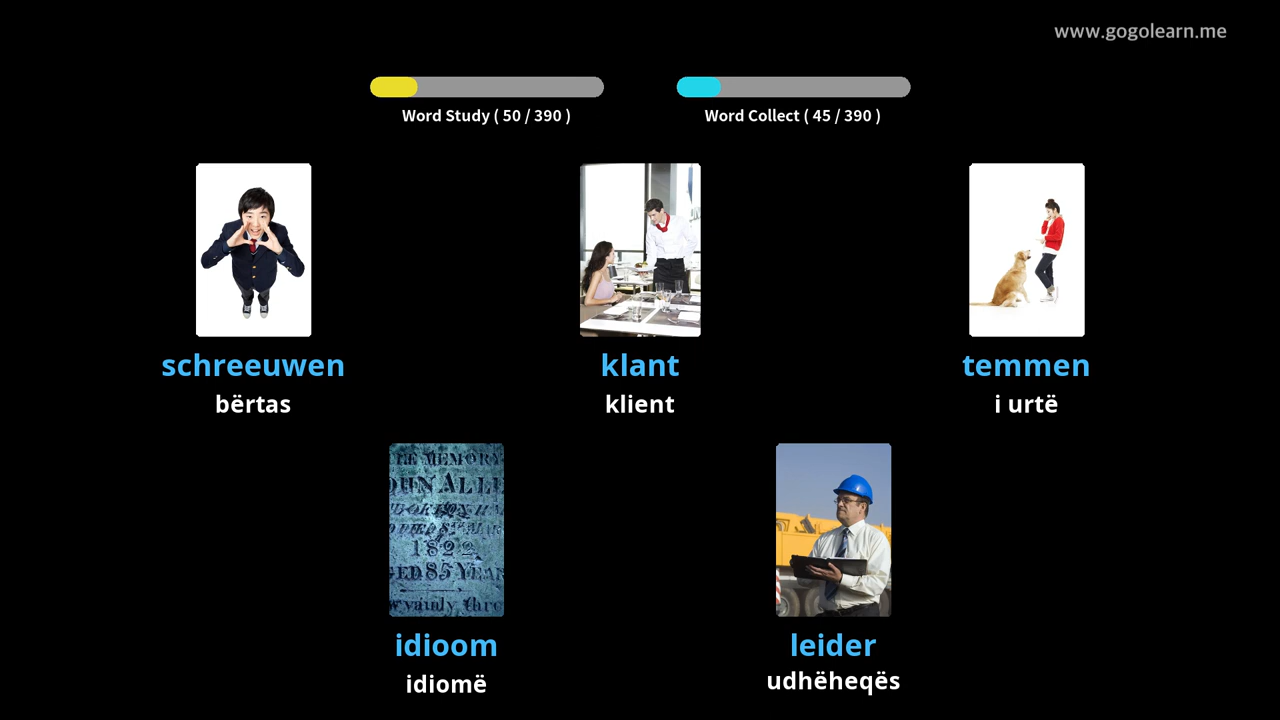 www.gogolearn.me
Word Study ( 50 / 390 )
Word Collect ( 45 / 390 )
schreeuwen
bërtas
klant
klient
temmen
i urtë
1822
idioom
idiomë
leider
udhëheqës